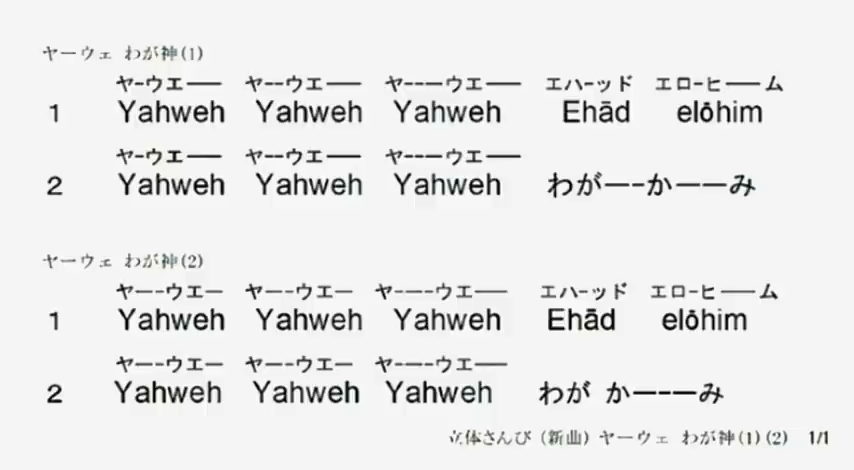 ヤーウェ わが神(1)
ヤ-ウエ── ヤ--ウエ── ヤ---ウエ── エハ-ッド エロ-ヒ──ム
1 Yahweh Yahweh Yahweh Ehād elōhim
ヤ-ウエ── ヤ--ウエ── ヤ---ウエ──
2 Yahweh Yahweh Yahweh わが─--か───み
ヤーウェ わが神(2)
ヤ─-ウエ─ ヤ─-ウエ─ ヤ─--ウエ── エハ-ッド エロ-ヒ──ム
1 Yahweh Yahweh Yahweh Ehād elōhim
ヤ─-ウエ─ ヤ─-ウエ─ ヤ─--ウエ──
2 Yahweh Yahweh Yahweh わが か─--─み
立体さんび（新曲）ヤーウェ わが神(1)(2) 1/1